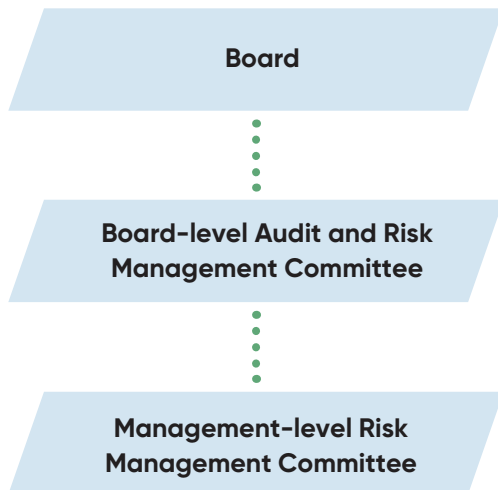 Board
Board-level Audit and Risk
Management Committee
Management-level Risk
Management Committee